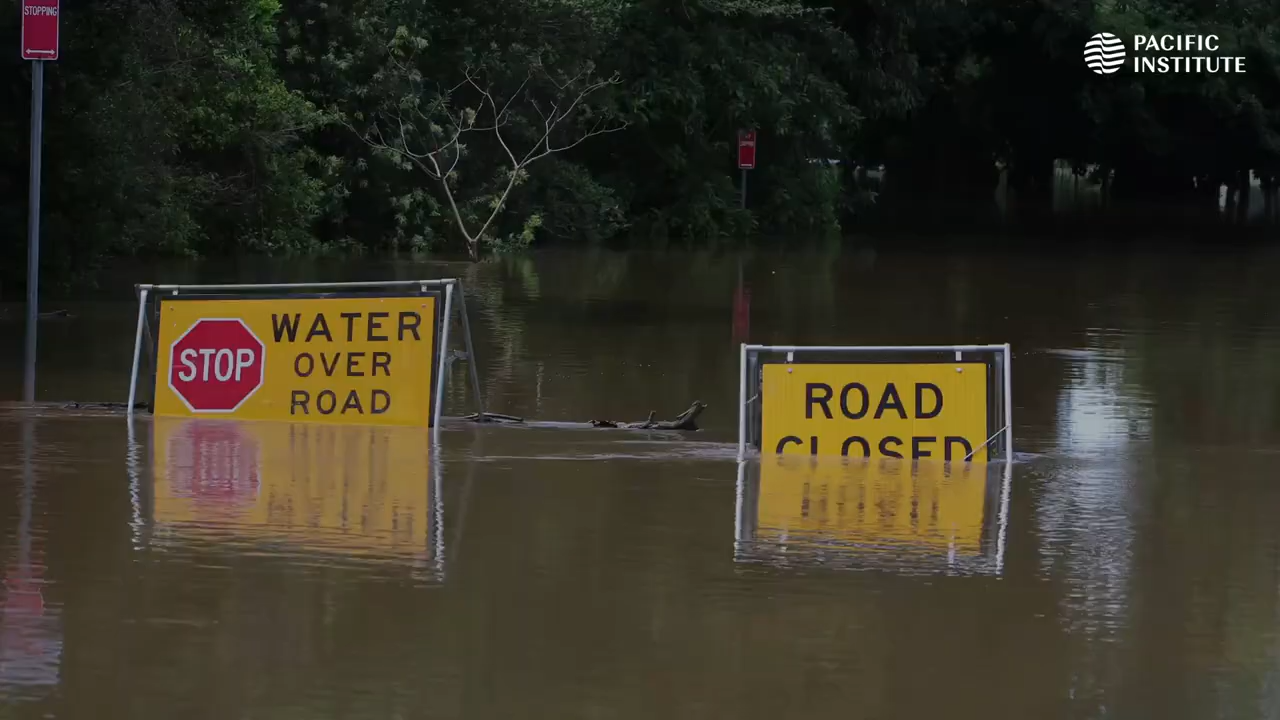 STOPPING
PACIFIC
INSTITUTE
STOP
WATER
OVER
ROAD
ROAD
CLOSED